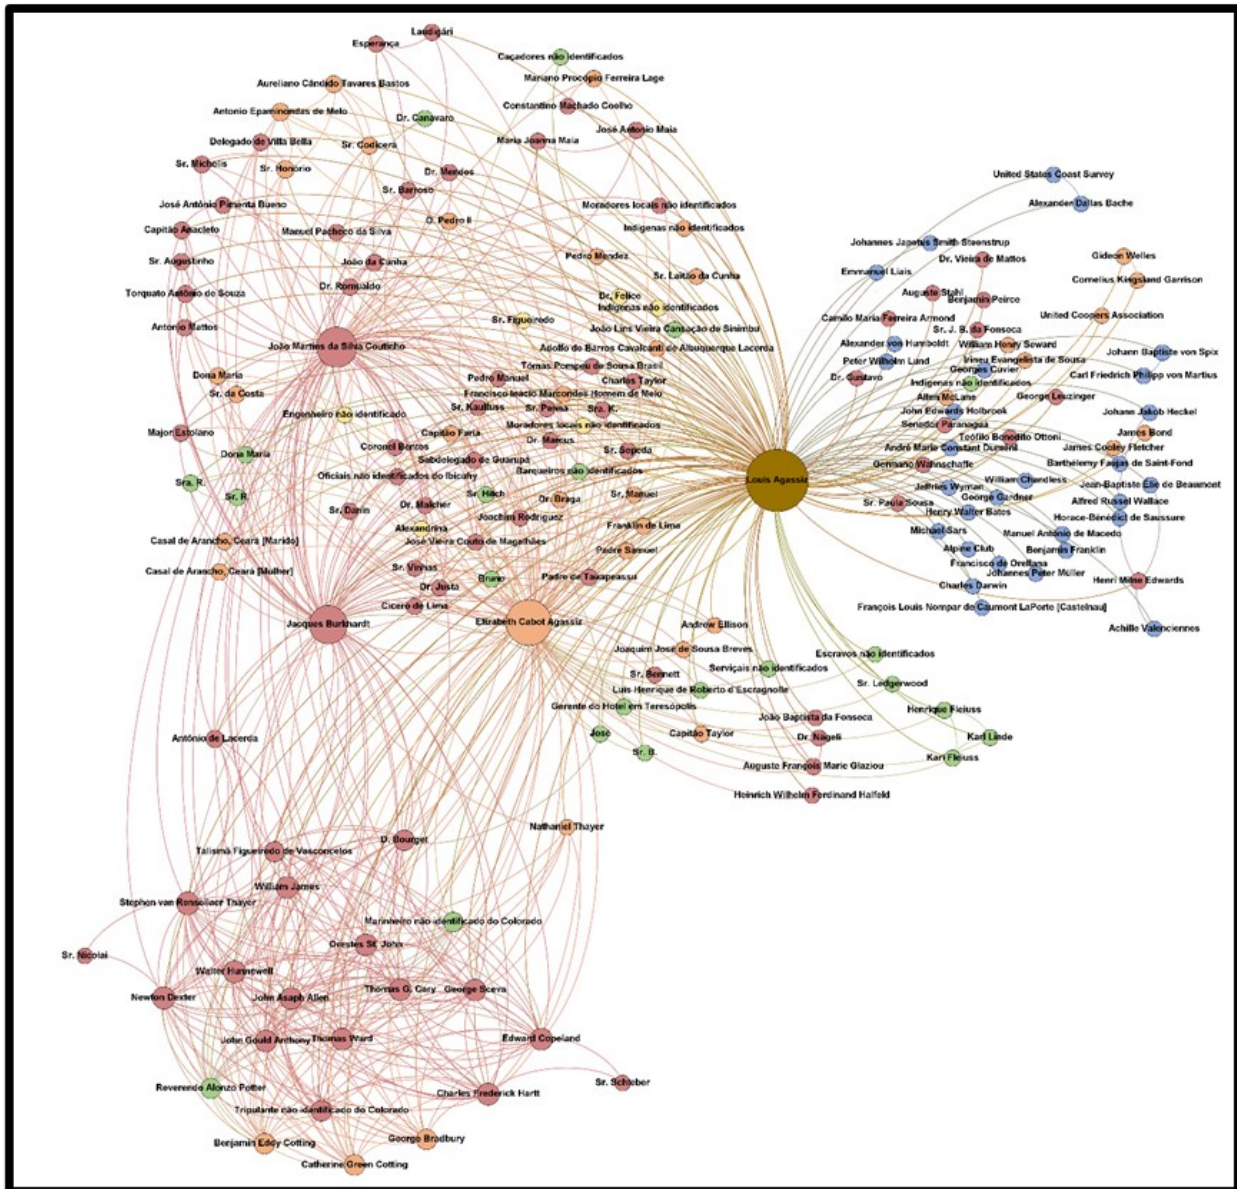 Laudigári
Esperança
Caçadores não identificados
Mariano Procópio Ferreira Lage
Aureliano Cândido Tavares Bastos
Constantino Machado Coelho
Antonio Epaminondas de Melo
Dr. Canavaro
José Antonio Maia
Delegado de Villa Bella
Sr. Codicera
Maria Joanna Maia
Sr. Michelis
Sr. Honorio
Dr. Mendes
United States Coast Survey
Sr. Barroso
José Antônio Pimenta Bueno
Moradores locais não identificados
Alexander Dallas Bache
D. Pedro II
Capitão Anacleto
Manuel Pacheco da Silva
Indígenas não identificados
Johannes Japetus Smith Steenstrup
Gideon Welles
Sr. Augustinho
João da Cunha
Pedro Mendez
Dr. Vieira de Mattos
Emmanuel Liais
Sr. Laitão da Cunha
Cornelius Kingsland Garrison
Torquato Antônio de Souza
Dr. Romualdo
Dr. Felice
Auguste Stahl
Benjamin Peirce
Indígenas não identificados
Antonio Mattos
Sr. Figueiredo
Camilo Maria Ferreira Armond
United Coopers Association
João Lins Vieira Cansação de Sinimbu
Sr. J. B. da Fonseca
João Martins da Silva Coutinho
Adolfo de Barros Cavalcanti de Albuquerque Lacerda
Alexander von Humboldt
William Henry Seward
Johann Baptiste von Spix
Peter Wilhelm Lund
Irineu Evangelista de Sousa
Tomas Pompeu de Sousa Brasil
Georges Cuvier
Dona Maria
Pedro Manuel
Charles Taylor
Dr. Gustavo
Carl Friedrich Philipp von Martius
Indígenas não identificados
Sr. da Costa
Francisco Inácio Marcondes Homem de Melo
Allen McLane
George Leuzinger
Engenheiro não identificado
Sr. Kaulfuss
Sr. Penna
Sra. K.
John Edwards Holbrook
Johann Jakob Heckel
Moradores locais não identificados
Senador Paranaguá
Major Estolano
Capitão Faria
Dr. Marcus
Teófilo Benedito Ottoni
James Bond
Coronel Bentos
Sr. Sepeda
André Marie Constant Duméril
James Cooley Fletcher
Dona Maria
Subdelegado de Guarupá
Germano Wahnschaffe
Barthélemy Faujas de Saint-Fond
Oficiais não identificados do Ibicuhy
Barqueiros não identificados
Louis Agassiz
William Chandless
Sra. R.
Jeffries Wyman
Jean-Baptiste Élie de Beaumont
Sr. R.
Sr. Hitch
Sr. Manuel
George Gardner
Alfred Russel Wallace
Dr. Malcher
Dr. Braga
Sr. Paula Sousa
Henry Walter Bates
Sr. Danin
Joachim Rodriguez
Horace-Bénédict de Saussure
Alexandrina
Franklin de Lima
Michael Sars
Manuel Antônio de Macedo
Casal de Arancho, Ceará [Marido]
José Vieira Couto de Magalhães
Padre Samuel
Alpine Club
Benjamin Franklin
Francisco de Orellana
Casal de Arancho, Ceará [Mulher]
Sr. Vinhas
Bruno
Padre de Taxapeassu
Johannes Peter Müller
Henri Milne Edwards
Dr. Justa
Charles Darwin
Cicero de Lima
François Louis Nompar de Caumont LaPorte [Castelnau]
Jacques Burkhardt
Elizabeth Cabot Agassiz
Andrew Ellison
Achille Valenciennes
Joaquim José de Sousa Breves
Escravos não identificados
Sr. Bennett
Serviçais não identificados
Sr. Ledgerwood
Luís Henrique de Roberto d'Escragnolle
Gerente do Hotel em Teresópolis
Henrique Fleiuss
João Baptista da Fonseca
José
Capitão Taylor
Dr. Nägeli
Karl Linde
Antônio de Lacerda
Sr. B.
Karl Fleiuss
Auguste François Marie Glaziou
Heinrich Wilhelm Ferdinand Halfeld
Nathaniel Thayer
D. Bourget
Talismã Figueiredo de Vasconcelos
William James
Stephen van Rensellaer Thayer
Marinheiro não identificado do Colorado
Orestes St. John
Sr. Nicolai
Walter Hunnewell
Thomas G. Cary
George Sceva
Newton Dexter
John Asaph Allen
John Gould Anthony
Thomas Ward
Edward Copeland
Reverendo Alonzo Potter
Charles Frederick Hartt
Sr. Schieber
Tripulante não identificado do Colorado
Benjamin Eddy Cotting
George Bradbury
Catherine Green Cotting